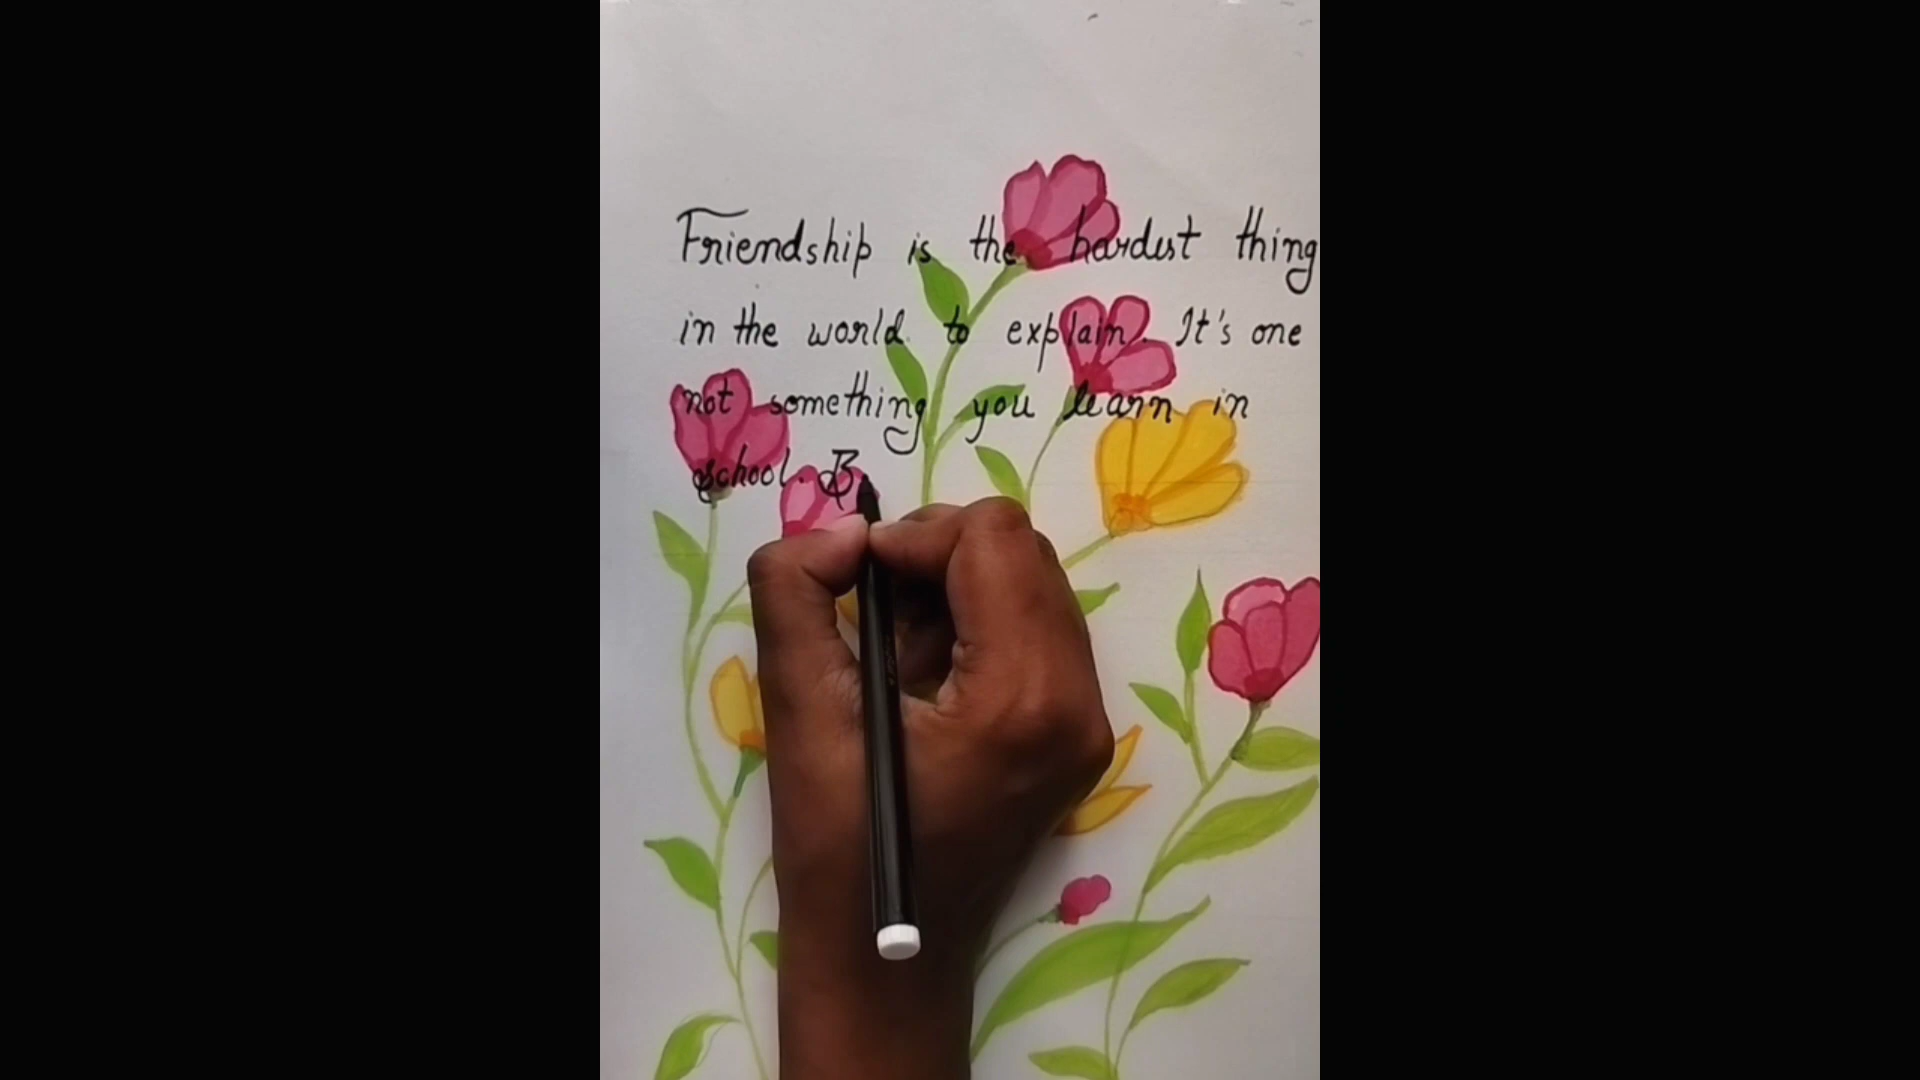 Friendship is the hardest thing
in the world to explain. It's one
not something you learn in
school. B